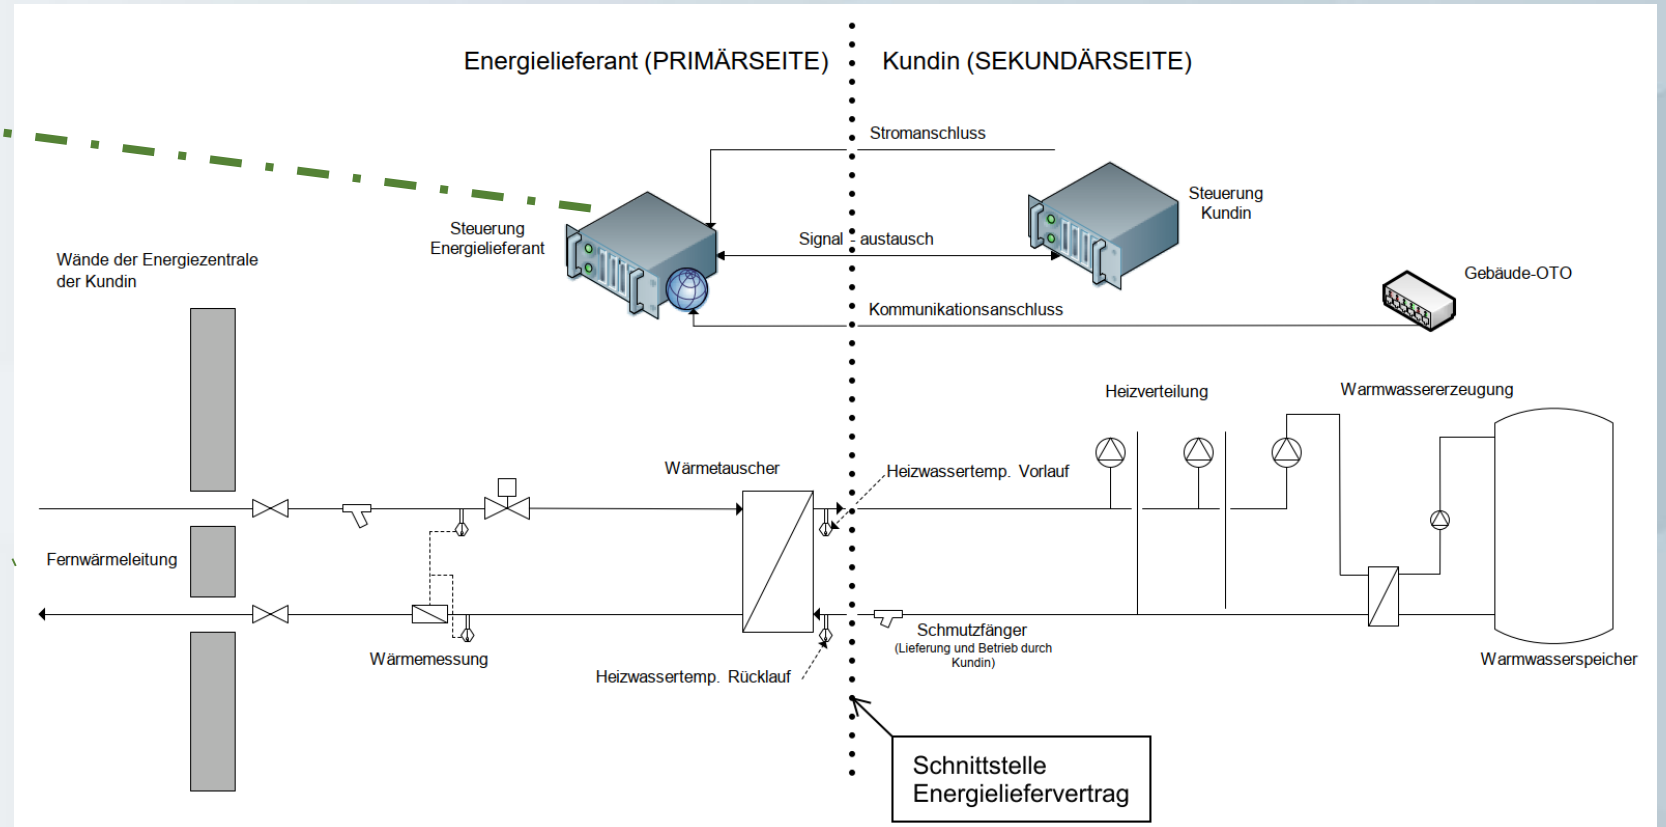 Energielieferant (PRIMÄRSEITE)
Kundin (SEKUNDÄRSEITE)
Stromanschluss
Steuerung
Kundin
Steuerung
Energielieferant
Signal - austausch
Wände der Energiezentrale
der Kundin
Gebäude-OTO
Kommunikationsanschluss
Heizverteilung
Warmwassererzeugung
Wärmetauscher
Heizwassertemp. Vorlauf
Fernwärmeleitung
Schmutzfänger
(Lieferung und Betrieb durch
Kundin)
Wärmemessung
Heizwassertemp. Rücklauf
Warmwasserspeicher
Schnittstelle
Energieliefervertrag